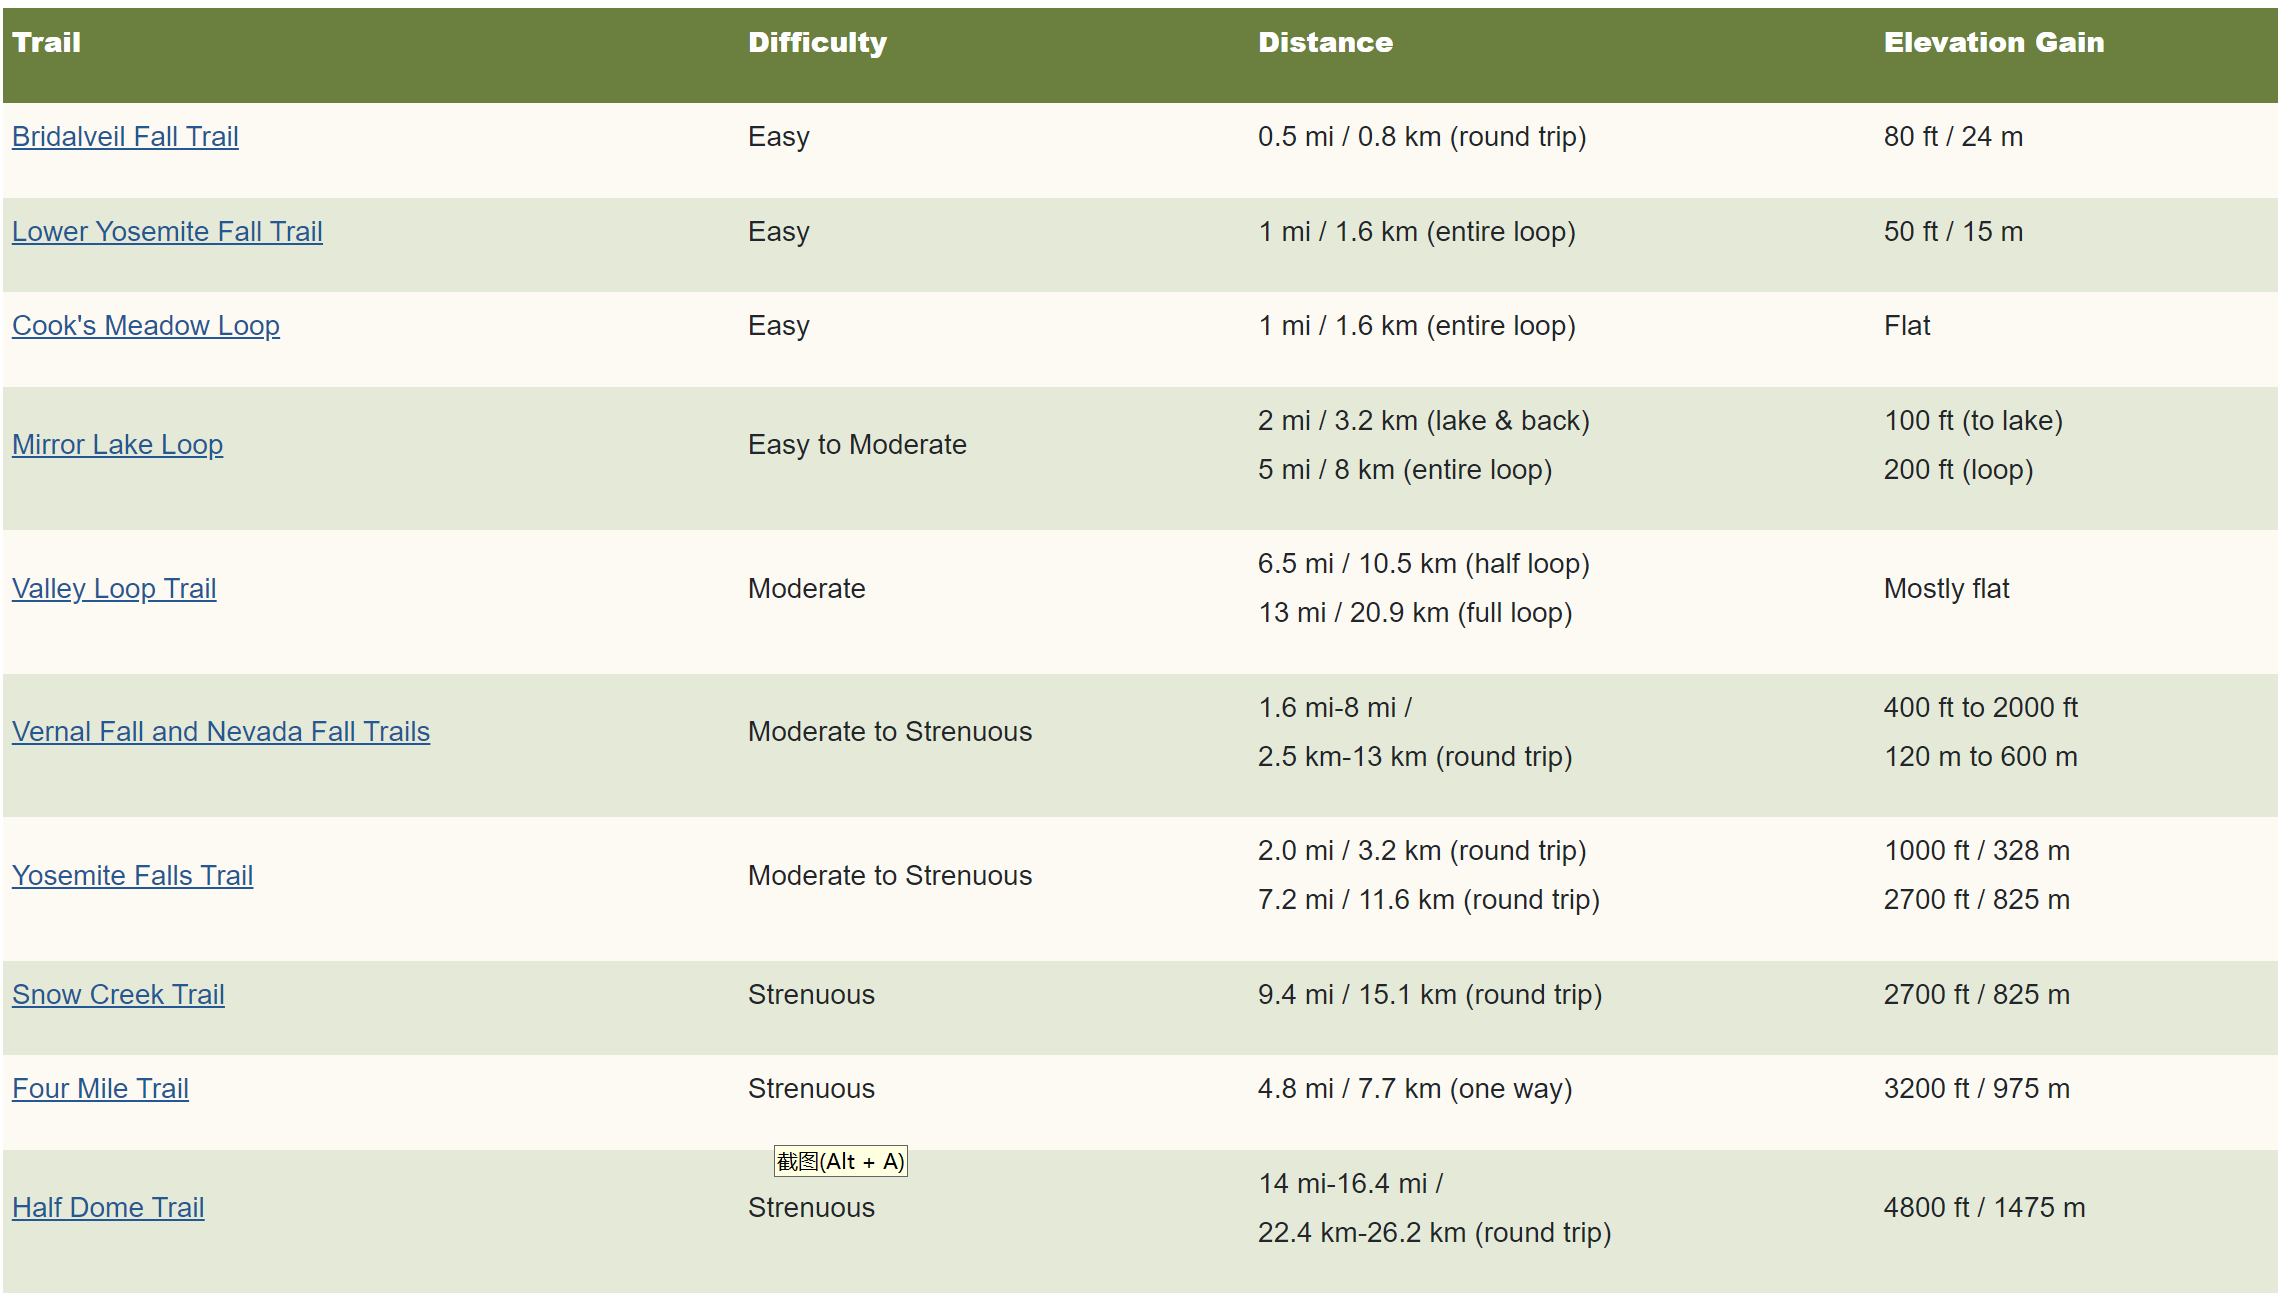 Trail Difficulty Distance Elevation Gain
Bridalveil Fall Trail Easy 0.5 mi / 0.8 km (round trip) 80 ft / 24 m
Lower Yosemite Fall Trail Easy 1 mi / 1.6 km (entire loop) 50 ft / 15 m
Cook's Meadow Loop Easy 1 mi / 1.6 km (entire loop) Flat
Mirror Lake Loop Easy to Moderate 2 mi / 3.2 km (lake & back) 100 ft (to lake)
5 mi / 8 km (entire loop) 200 ft (loop)
Valley Loop Trail Moderate 6.5 mi / 10.5 km (half loop) Mostly flat
13 mi / 20.9 km (full loop)
Vernal Fall and Nevada Fall Trails Moderate to Strenuous 1.6 mi-8 mi / 400 ft to 2000 ft
2.5 km-13 km (round trip) 120 m to 600 m
Yosemite Falls Trail Moderate to Strenuous 2.0 mi / 3.2 km (round trip) 1000 ft / 328 m
7.2 mi / 11.6 km (round trip) 2700 ft / 825 m
Snow Creek Trail Strenuous 9.4 mi / 15.1 km (round trip) 2700 ft / 825 m
Four Mile Trail Strenuous 4.8 mi / 7.7 km (one way) 3200 ft / 975 m
截图(Alt + A)
Half Dome Trail Strenuous 14 mi-16.4 mi / 4800 ft / 1475 m
22.4 km-26.2 km (round trip)